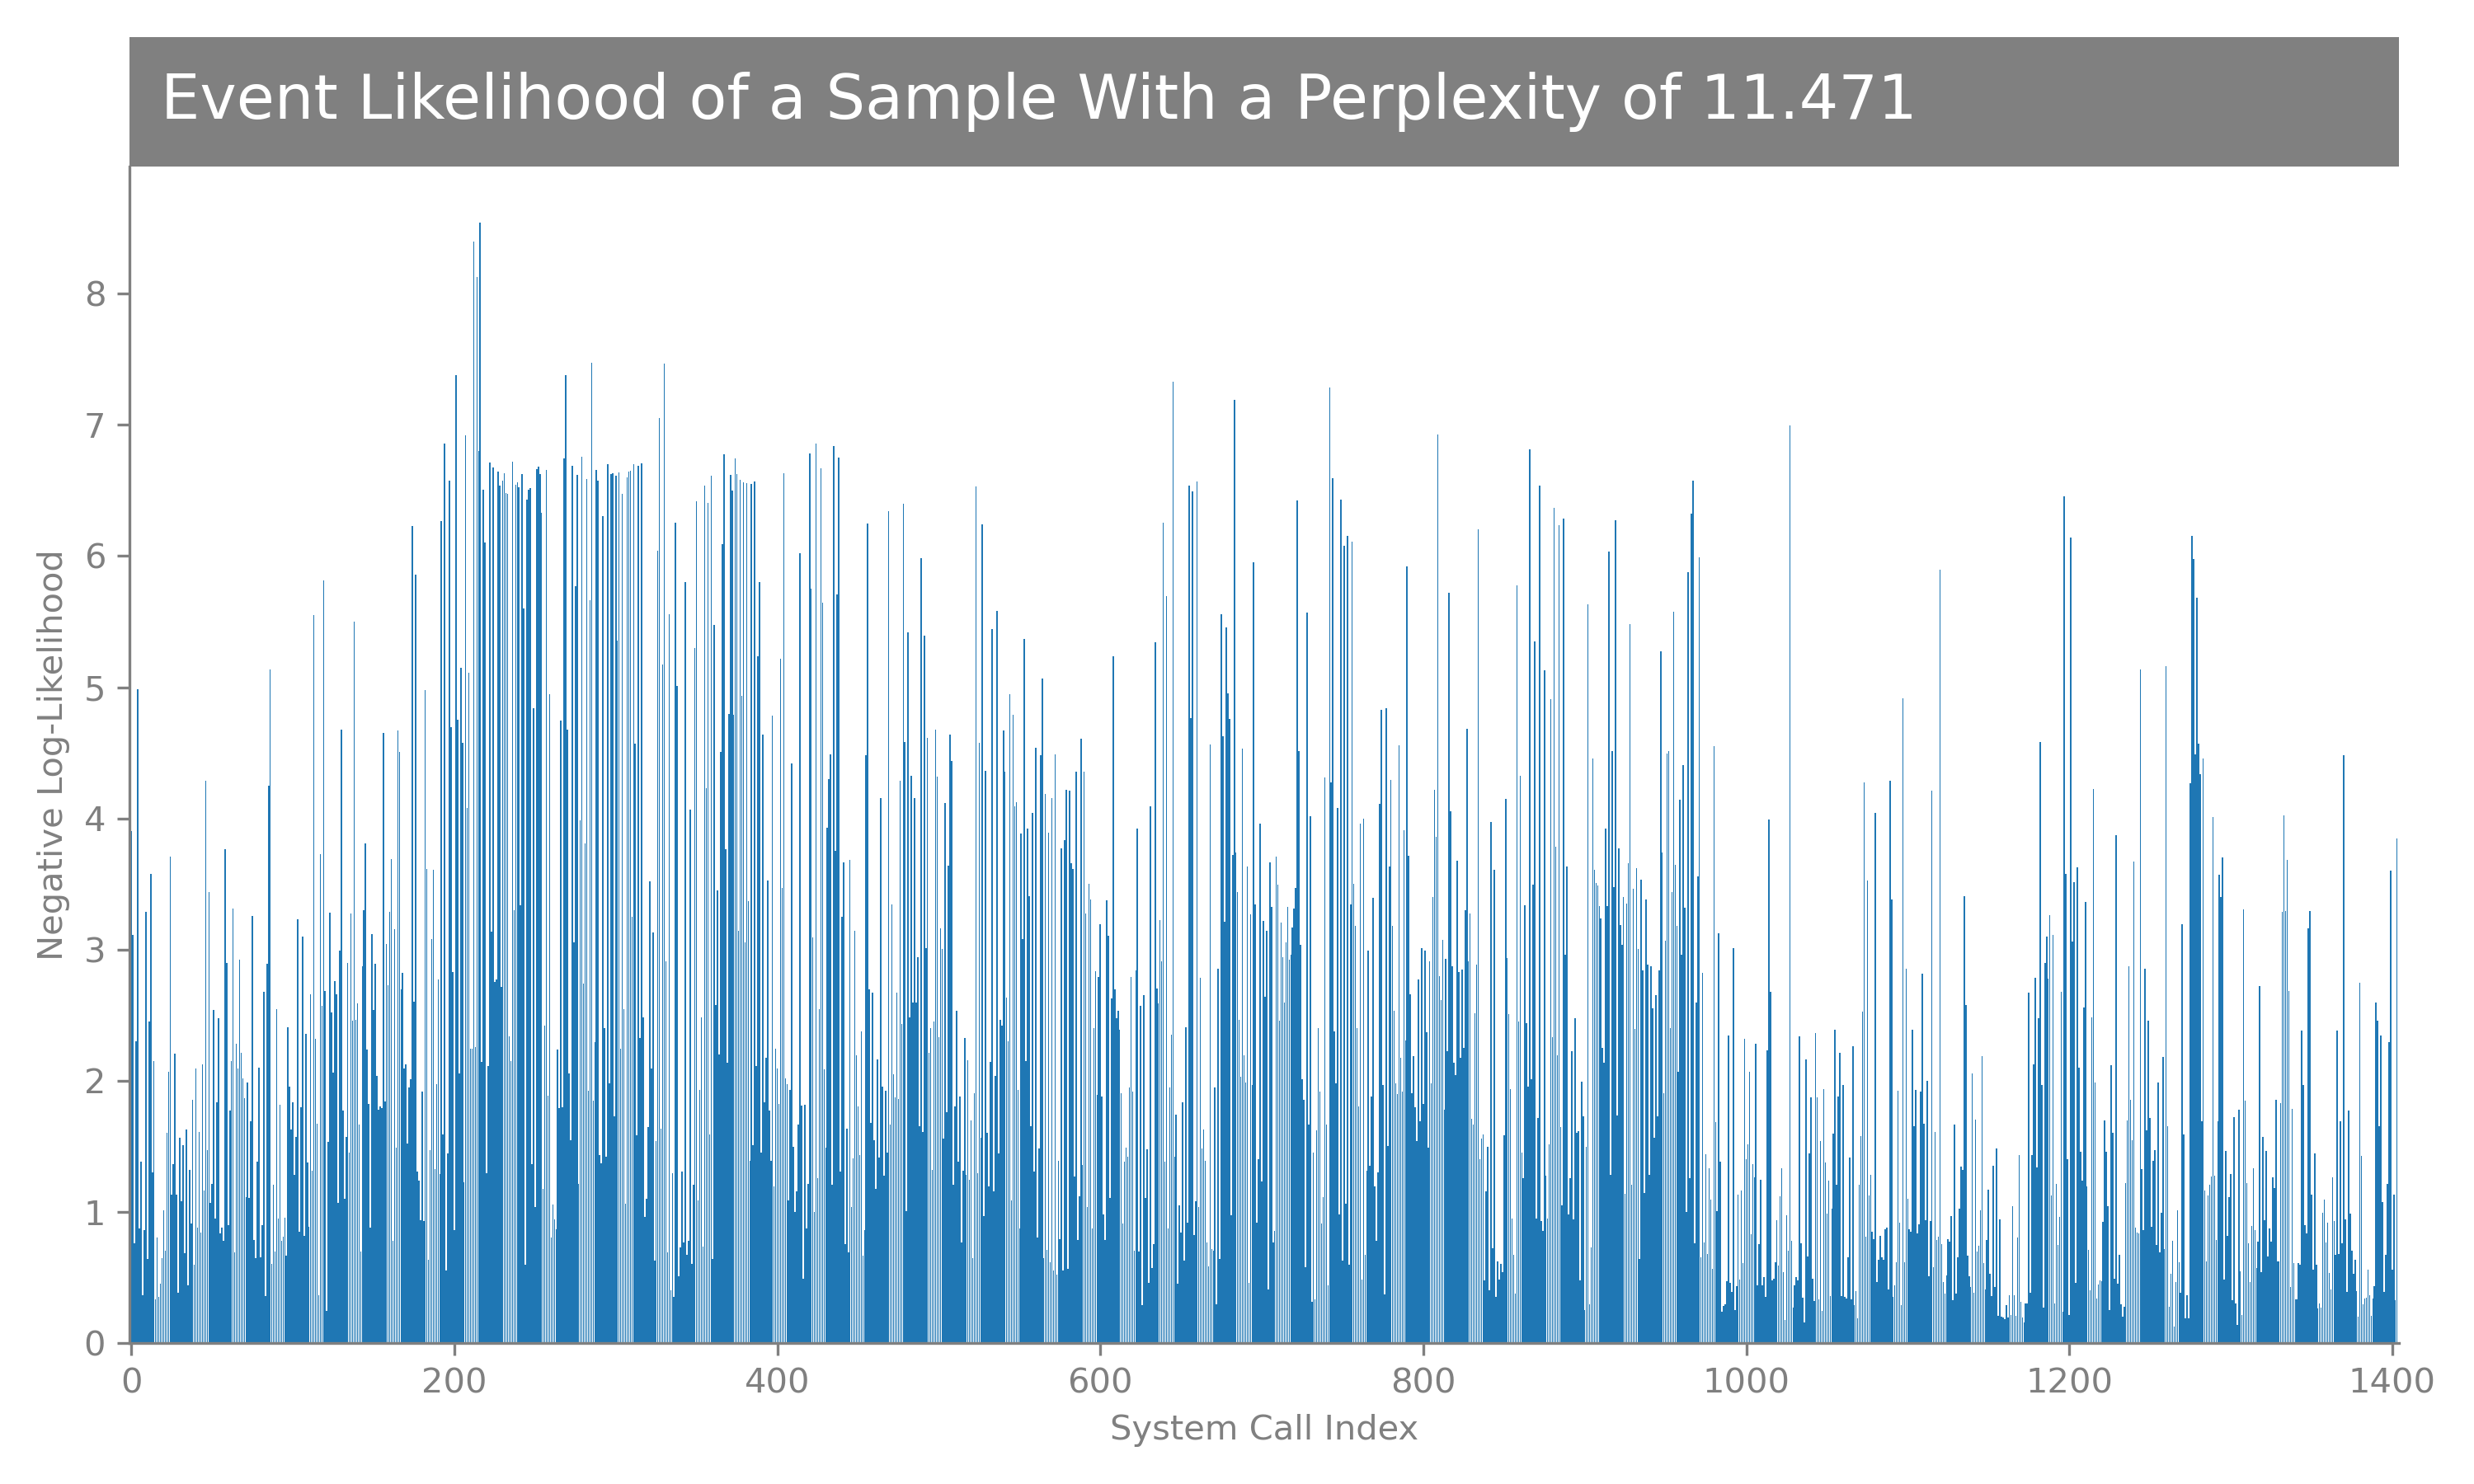 Event Likelihood of a Sample With a Perplexity of 11.471
8
7
6
5
4
3
2
1
0
Negative Log-Likelihood
0 200 400 600 800 1000 1200 1400
System Call Index